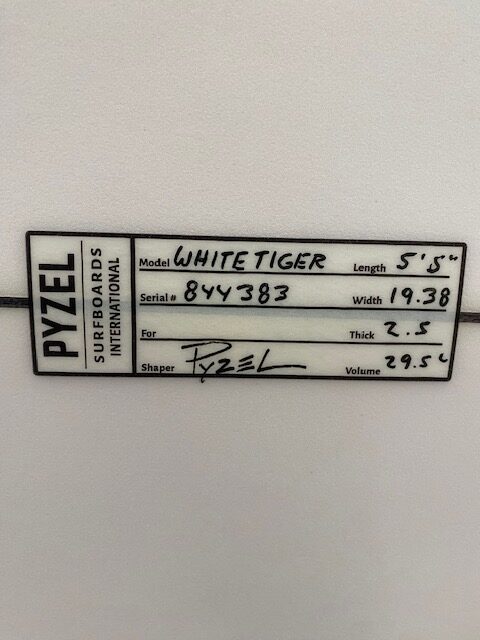 PYZEL
SURFBOARDS
INTERNATIONAL
Model WHITE TIGER Length 5'5"
Serial # 844383 Width 19.38
For Thick 2.5
Shaper PYZEL Volume 29.5L